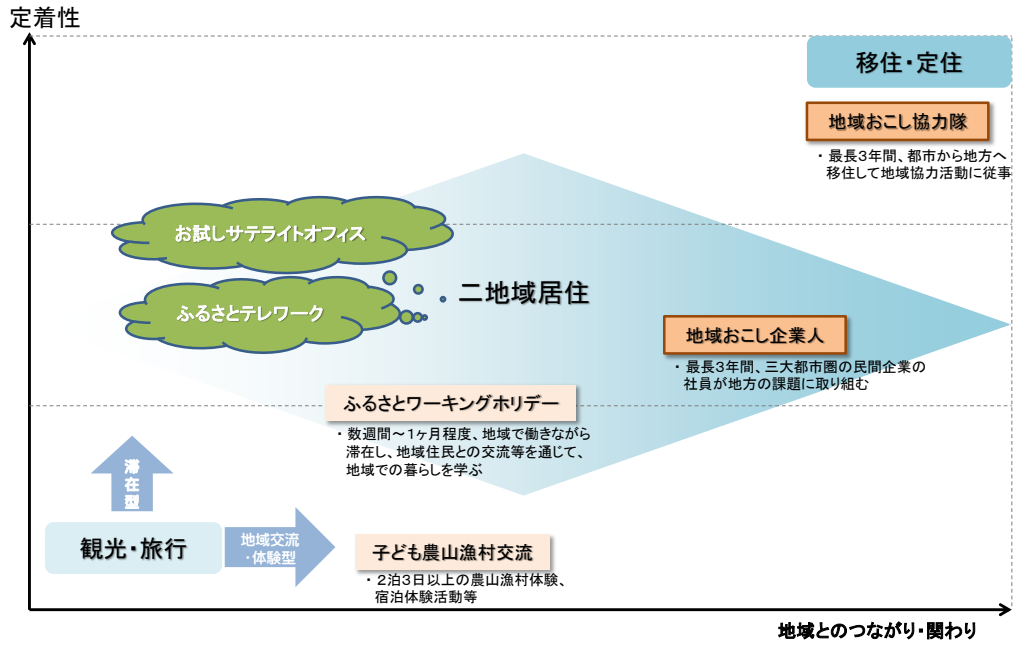 定着性
移住・定住
地域おこし協力隊
・最長3年間、都市から地方へ
移住して地域協力活動に従事
お試しサテライトオフィス
二地域居住
ふるさとテレワーク
地域おこし企業人
・最長3年間、三大都市圏の民間企業の
社員が地方の課題に取り組む
ふるさとワーキングホリデー
・数週間～1ヶ月程度、地域で働きながら
滞在し、地域住民との交流等を通じて、
地域での暮らしを学ぶ
滞在型
観光・旅行
地域交流
・体験型
子ども農山漁村交流
・2泊3日以上の農山漁村体験、
宿泊体験活動等
地域とのつながり・関わり